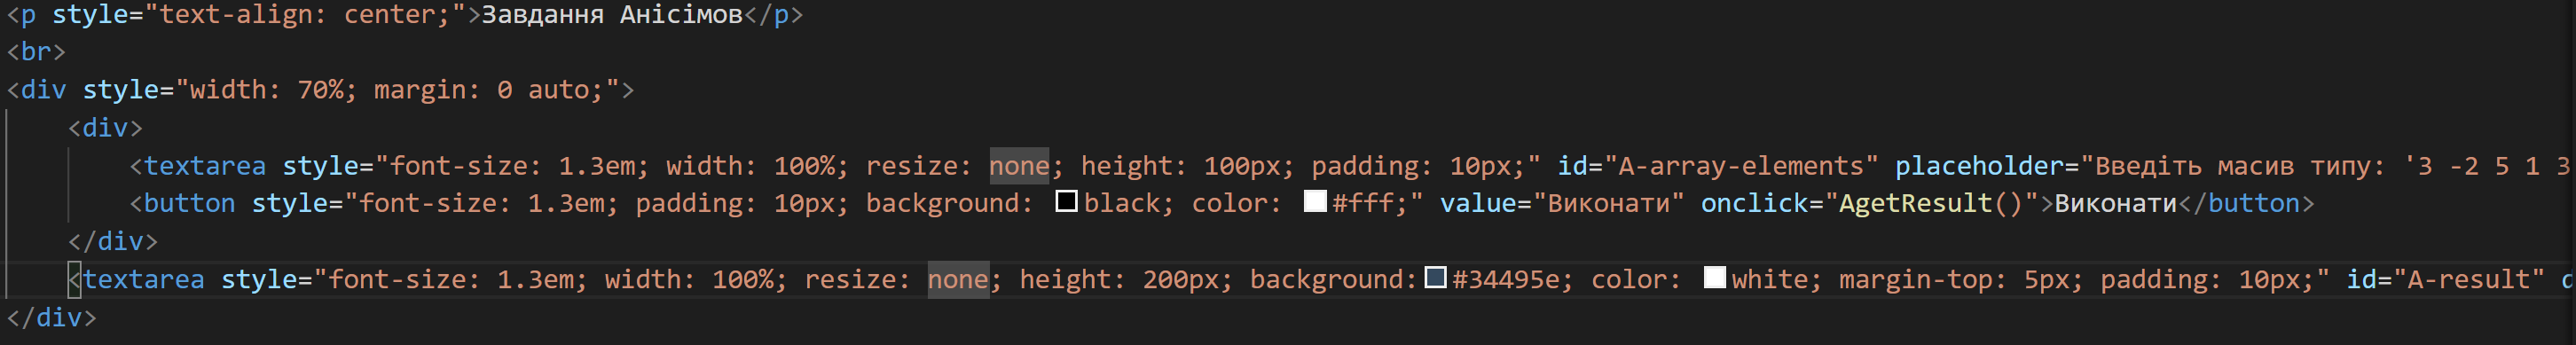 <p style="text-align: center;">Завдання Анісімов</p>
<br>
<div style="width: 70%; margin: 0 auto;">
<div>
<textarea style="font-size: 1.3em; width: 100%; resize: none; height: 100px; padding: 10px;" id="A-array-elements" placeholder="Введіть масив типу: '3 -2 5 1 3
<button style="font-size: 1.3em; padding: 10px; background: black; color: #fff;" value="Виконати" onclick="AgetResult()">Виконати</button>
</div>
<textarea style="font-size: 1.3em; width: 100%; resize: none; height: 200px; background:#34495e; color: white; margin-top: 5px; padding: 10px;" id="A-result"
</div>